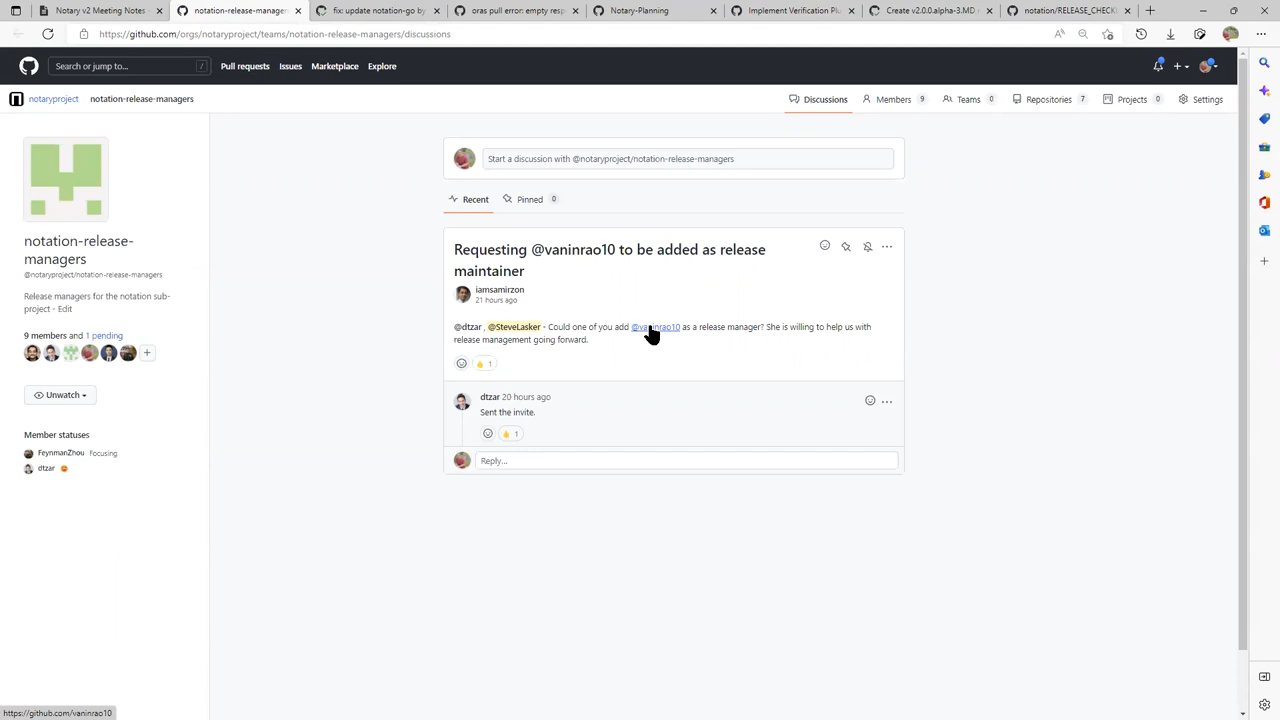 Notary v2 Meeting Notes -
notation-release-manager
fix: update notation-go by
oras pull error: empty resp
Notary-Planning
Implement Verification Plu
Create v2.0.0.alpha-3.MD
notation/RELEASE_CHECKL
https://github.com/orgs/notaryproject/teams/notation-release-managers/discussions
Search or jump to... /
Pull requests Issues Marketplace Explore
notaryproject notation-release-managers
Discussions Members 9 Teams 0 Repositories 7 Projects 0 Settings
notation-release-
managers
@notaryproject/notation-release-managers
Release managers for the notation sub-
project - Edit
9 members and 1 pending
Unwatch
Member statuses
FeynmanZhou Focusing
dtzar
Start a discussion with @notaryproject/notation-release-managers
Recent Pinned 0
Requesting @vaninrao10 to be added as release
maintainer
iamsamirzon
21 hours ago
@dtzar , @SteveLasker - Could one of you add @vaninrao10 as a release manager? She is willing to help us with
release management going forward.
1
dtzar 20 hours ago
Sent the invite.
1
Reply...
https://github.com/vaninrao10